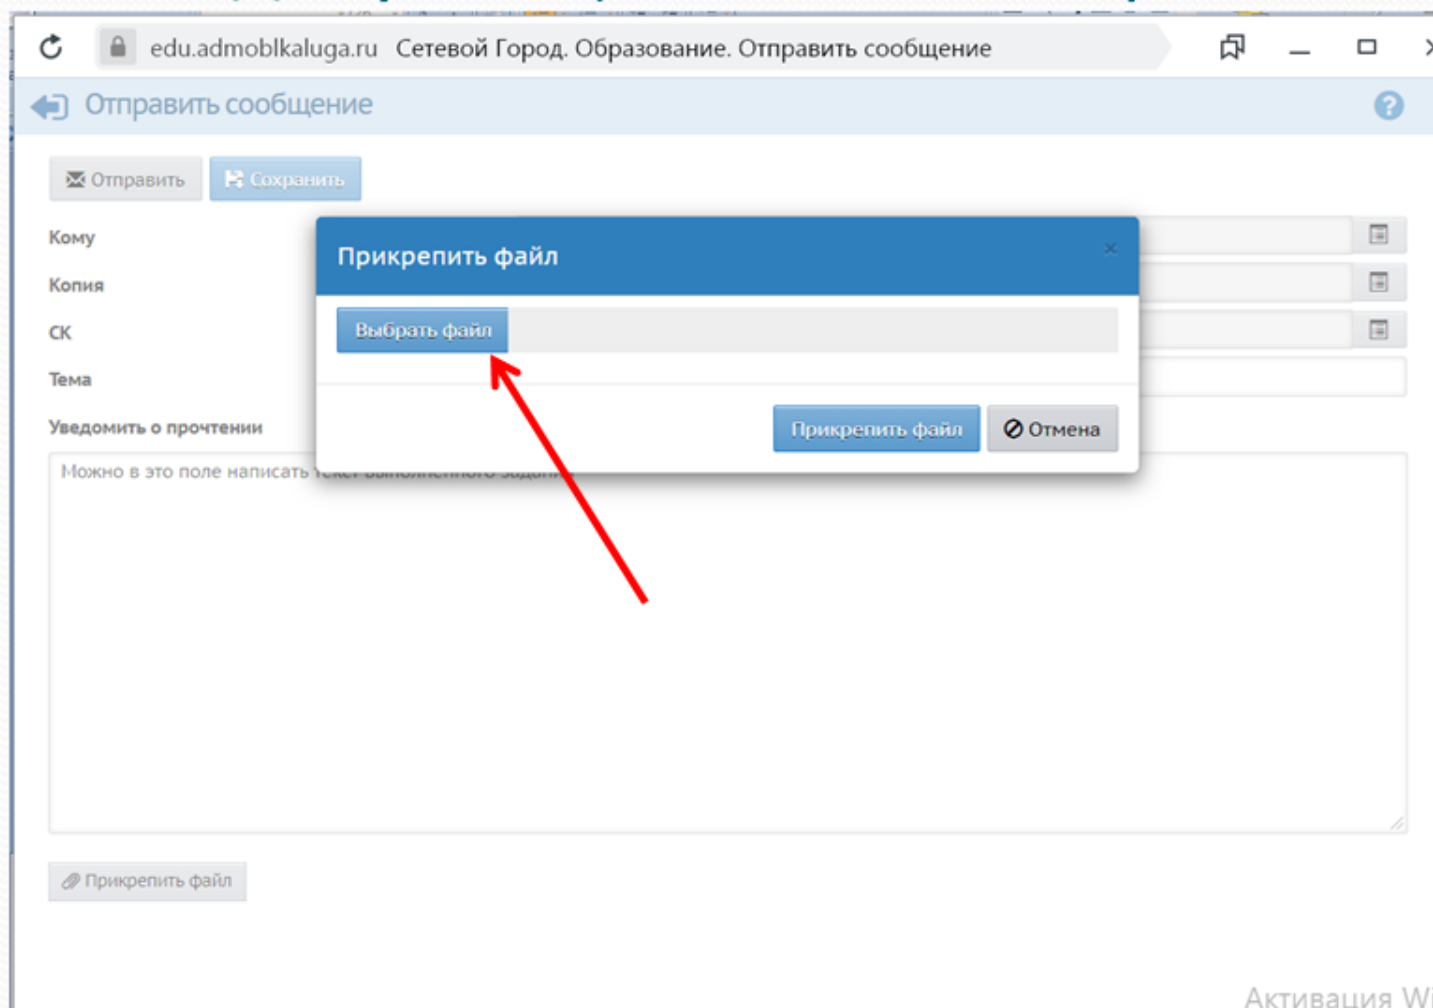 edu.admoblkaluga.ru Сетевой Город. Образование. Отправить сообщение
Отправить сообщение
Отправить Сохранить
Кому
Прикрепить файл
Копия
Выбрать файл
СК
Тема
Уведомить о прочтении
Прикрепить файл Отмена
Можно в это поле написать
Прикрепить файл
Активация Wi